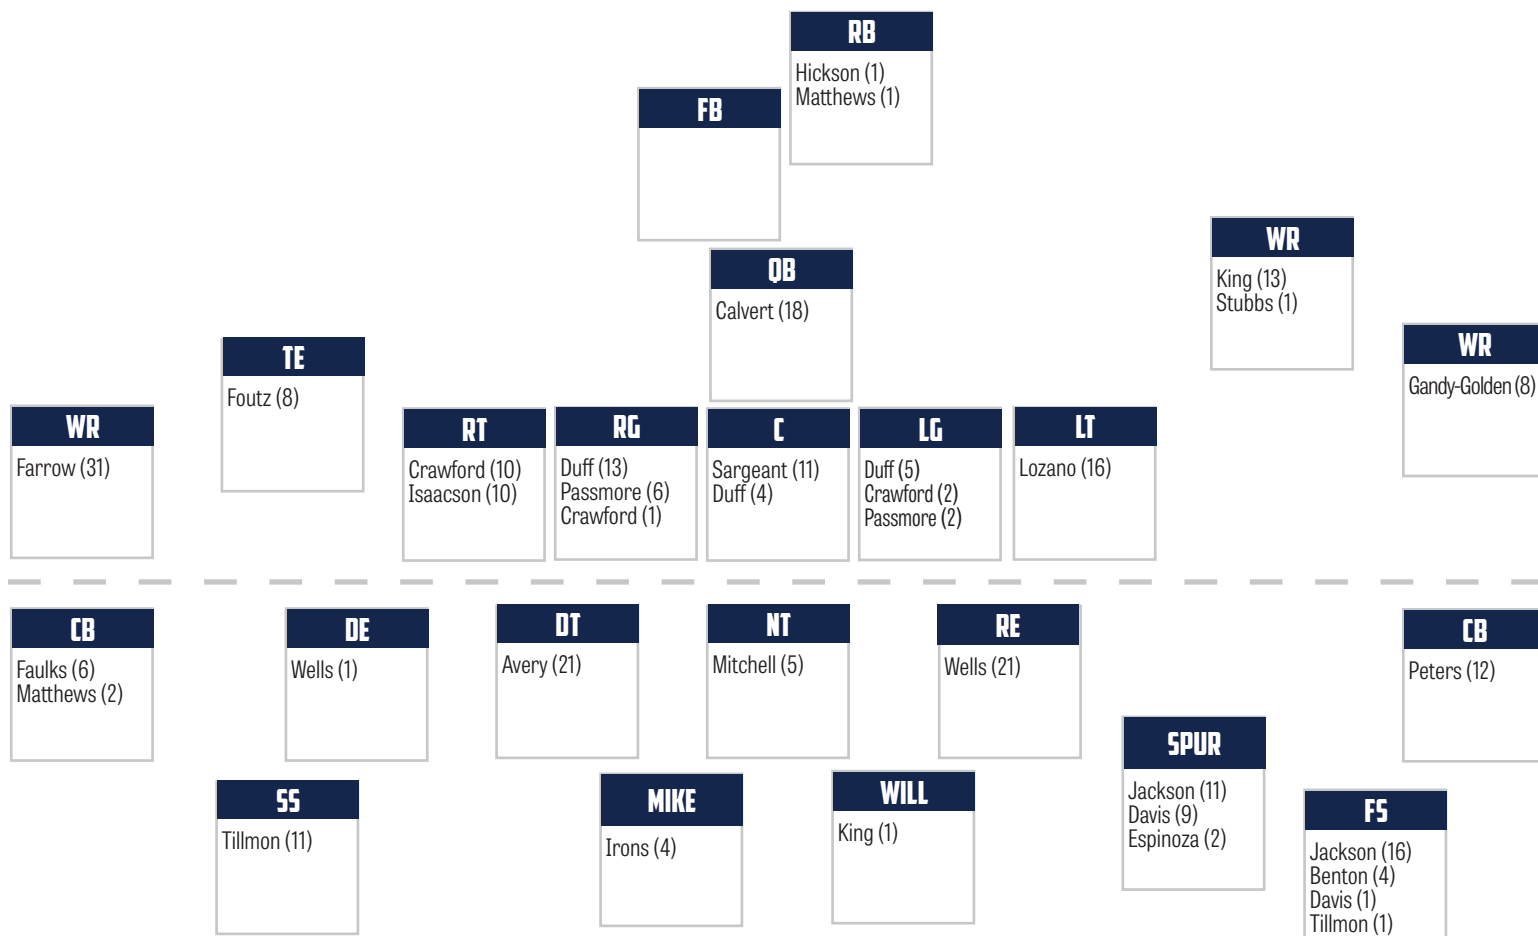 RB
Hickson (1)
Matthews (1)
FB
QB
Calvert (18)
WR
King (13)
Stubbs (1)
WR
Gandy-Golden (8)
TE
Foutz (8)
WR
Farrow (31)
RT
Crawford (10)
Isaacson (10)
RG
Duff (13)
Passmore (6)
Crawford (1)
C
Sargeant (11)
Duff (4)
LG
Duff (5)
Crawford (2)
Passmore (2)
LT
Lozano (16)
CB
Faulks (6)
Matthews (2)
DE
Wells (1)
DT
Avery (21)
NT
Mitchell (5)
RE
Wells (21)
CB
Peters (12)
SS
Tillmon (11)
MIKE
Irons (4)
WILL
King (1)
SPUR
Jackson (11)
Davis (9)
Espinoza (2)
FS
Jackson (16)
Benton (4)
Davis (1)
Tillmon (1)